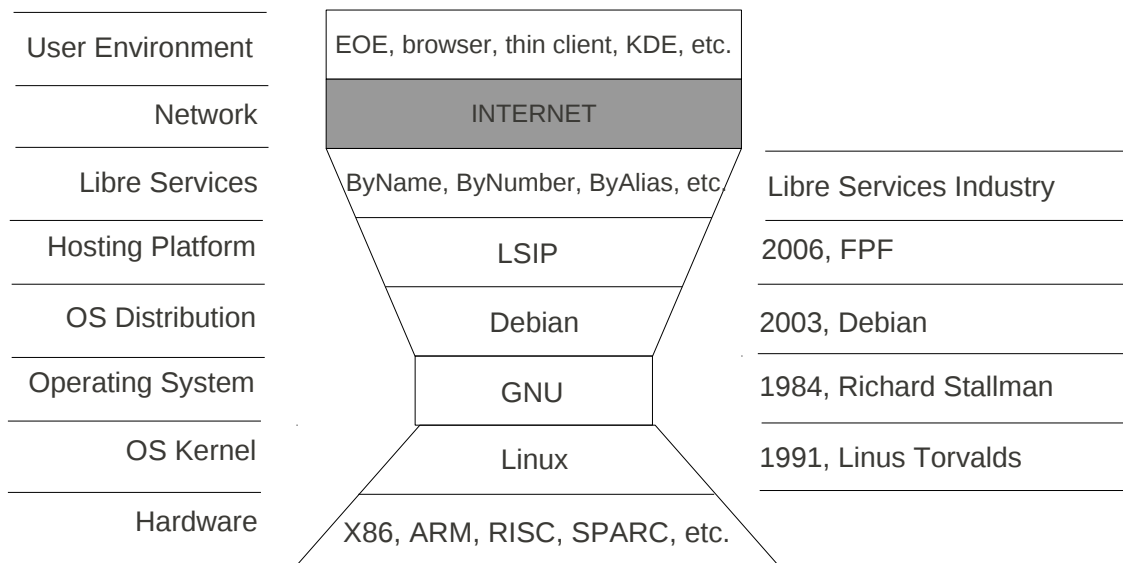 User Environment
EOE, browser, thin client, KDE, etc.
Network
INTERNET
Libre Services
ByName, ByNumber, ByAlias, etc.
Libre Services Industry
Hosting Platform
LSIP
2006, FPF
OS Distribution
Debian
2003, Debian
Operating System
GNU
1984, Richard Stallman
OS Kernel
Linux
1991, Linus Torvalds
Hardware
X86, ARM, RISC, SPARC, etc.